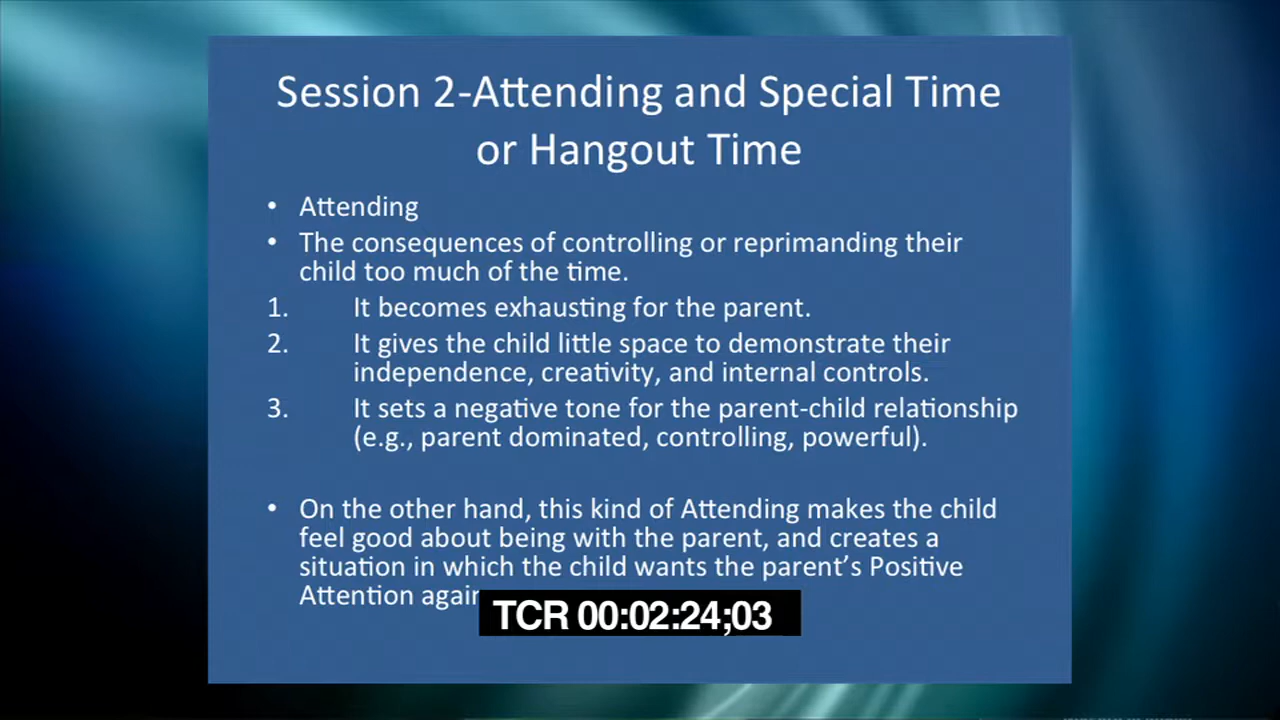 Session 2-Attending and Special Time
or Hangout Time
• Attending
• The consequences of controlling or reprimanding their
child too much of the time.
1. It becomes exhausting for the parent.
2. It gives the child little space to demonstrate their
independence, creativity, and internal controls.
3. It sets a negative tone for the parent-child relationship
(e.g., parent dominated, controlling, powerful).
• On the other hand, this kind of Attending makes the child
feel good about being with the parent, and creates a
situation in which the child wants the parent’s Positive
Attention
TCR 00:02:24;03